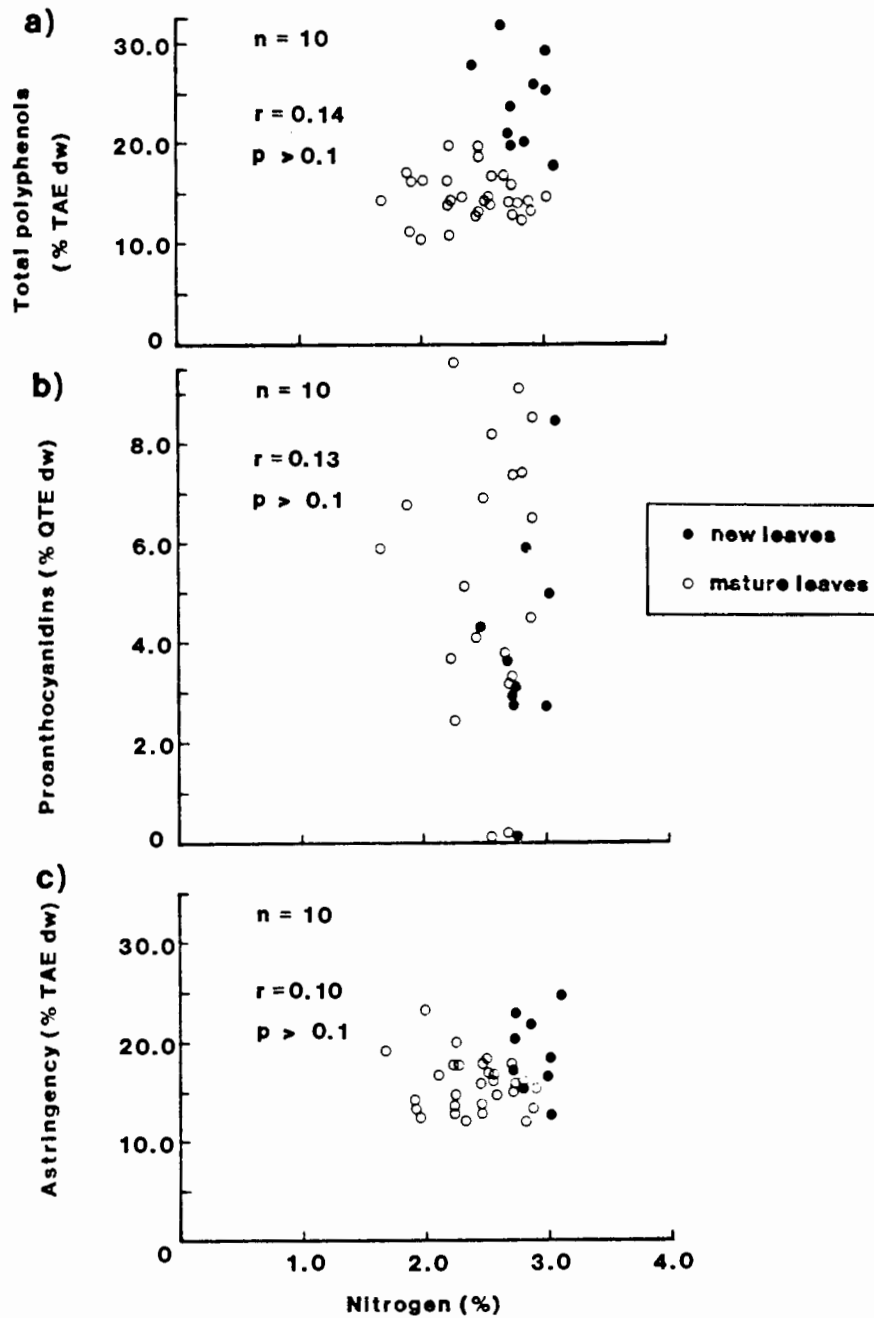 a)
Total polyphenols
(% TAE dw)
30.0
20.0
10.0
0
n = 10
r = 0.14
p > 0.1
b)
Proanthocyanidins (% QTE dw)
8.0
6.0
4.0
2.0
0
n = 10
r = 0.13
p > 0.1
● new leaves
○ mature leaves
c)
Astringency (% TAE dw)
30.0
20.0
10.0
0
n = 10
r = 0.10
p > 0.1
1.0 2.0 3.0 4.0
Nitrogen (%)